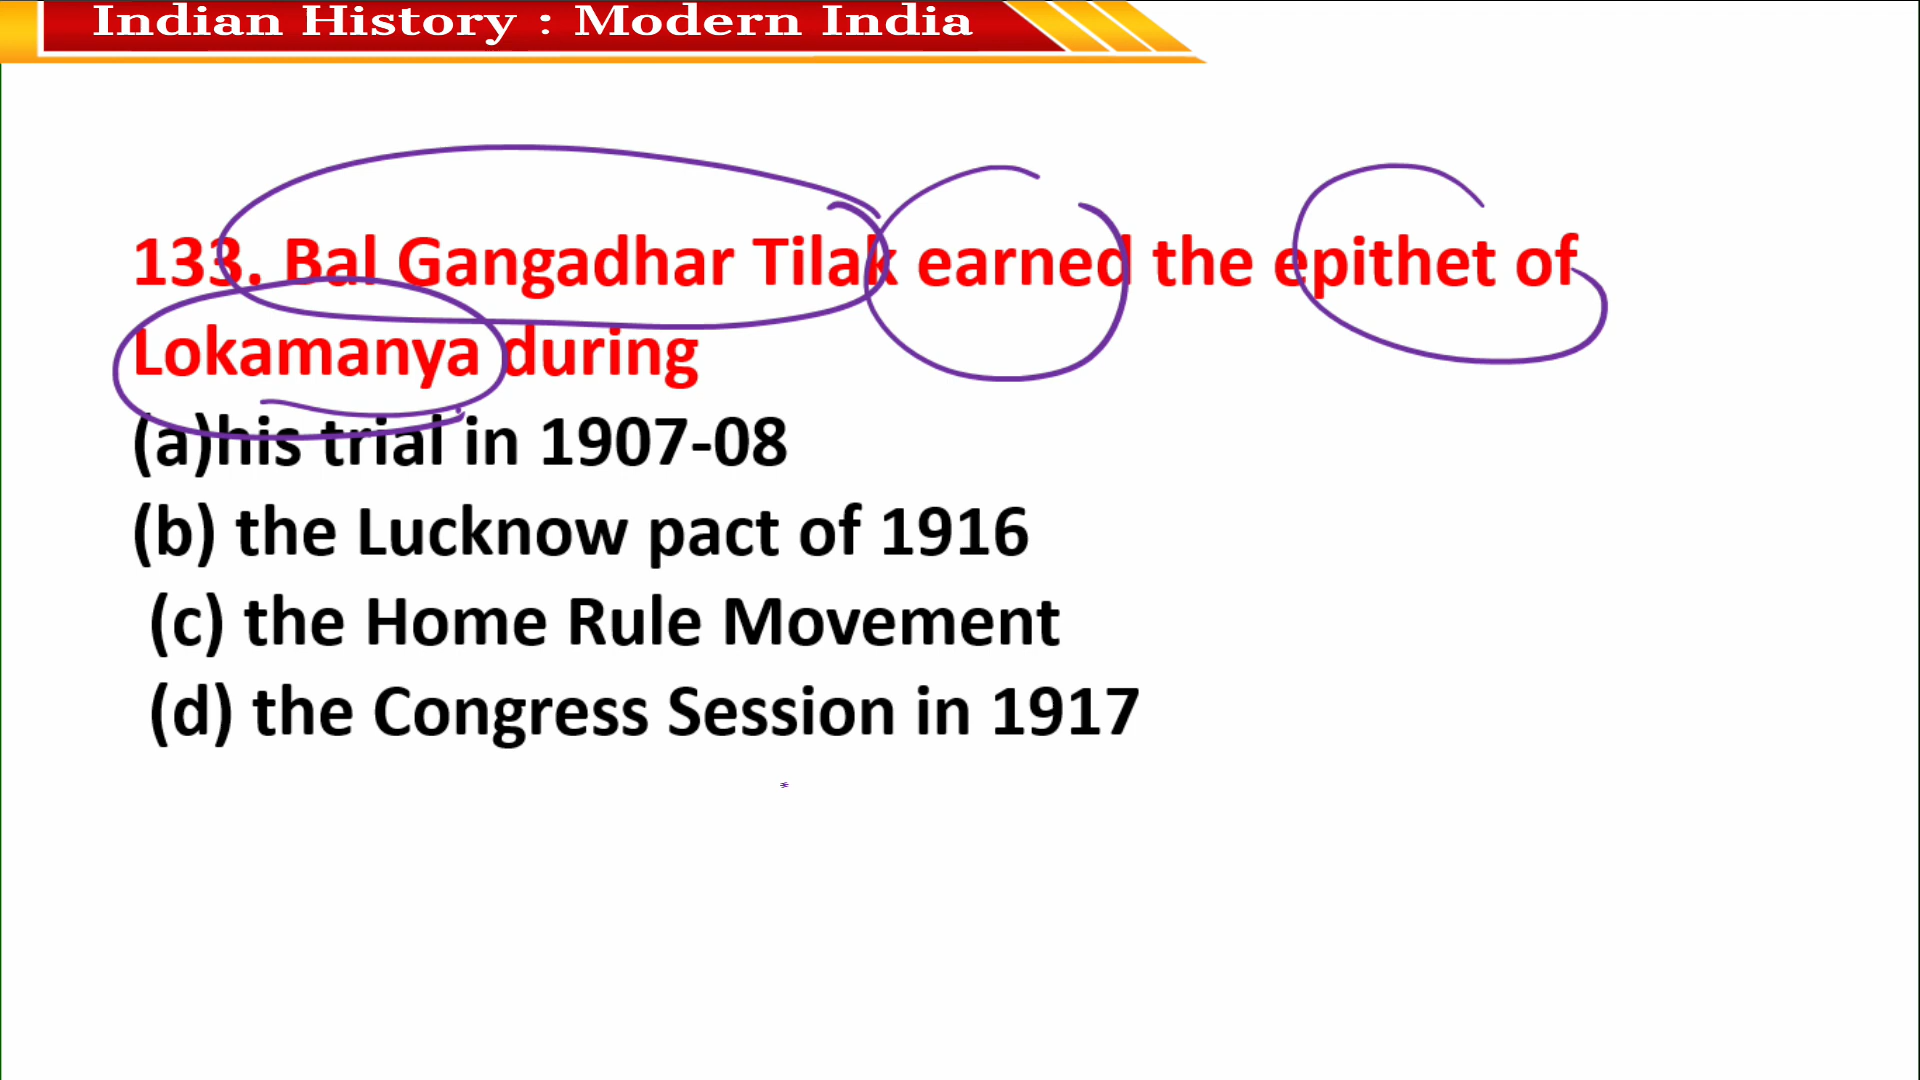 Indian History : Modern India
133. Bal Gangadhar Tilak earned the epithet of
Lokamanya during
(a)his trial in 1907-08
(b) the Lucknow pact of 1916
(c) the Home Rule Movement
(d) the Congress Session in 1917